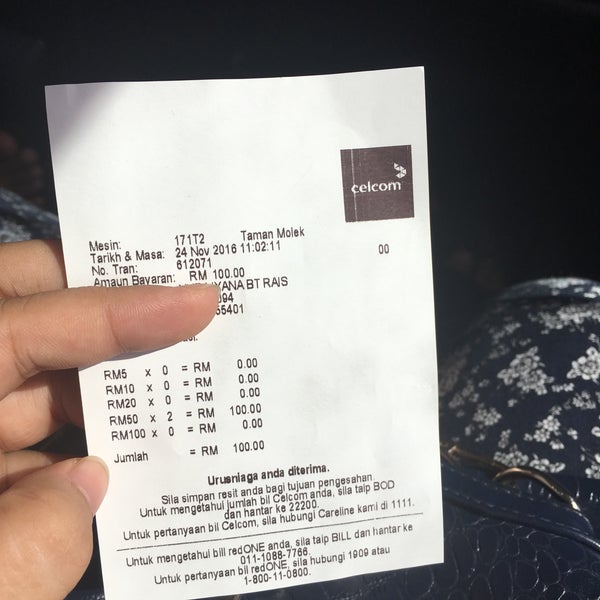 celcom
Mesin: 171T2 Taman Molek
Tarikh & Masa: 24 Nov 2016 11:02:11
No. Tran: 612071 00
Amaun Bayaran: RM 100.00
BT RAIS
RM5 x 0 = RM 0.00
RM10 x 0 = RM 0.00
RM20 x 0 = RM 0.00
RM50 x 2 = RM 100.00
RM100 x 0 = RM 0.00
Jumlah = RM 100.00
Urusniaga anda diterima.
Sila simpan resit anda bagi tujuan pengesahan
Untuk mengetahui jumlah bil Celcom anda, sila taip BOD
dan hantar ke 22200.
Untuk pertanyaan bil Celcom, sila hubungi Careline kami di 1111.
Untuk mengetahui bil redONE anda, sila taip BILL dan hantar ke
011-1088-7766.
Untuk pertanyaan bil redONE, sila hubungi 1909 atau
1-800-11-0800.